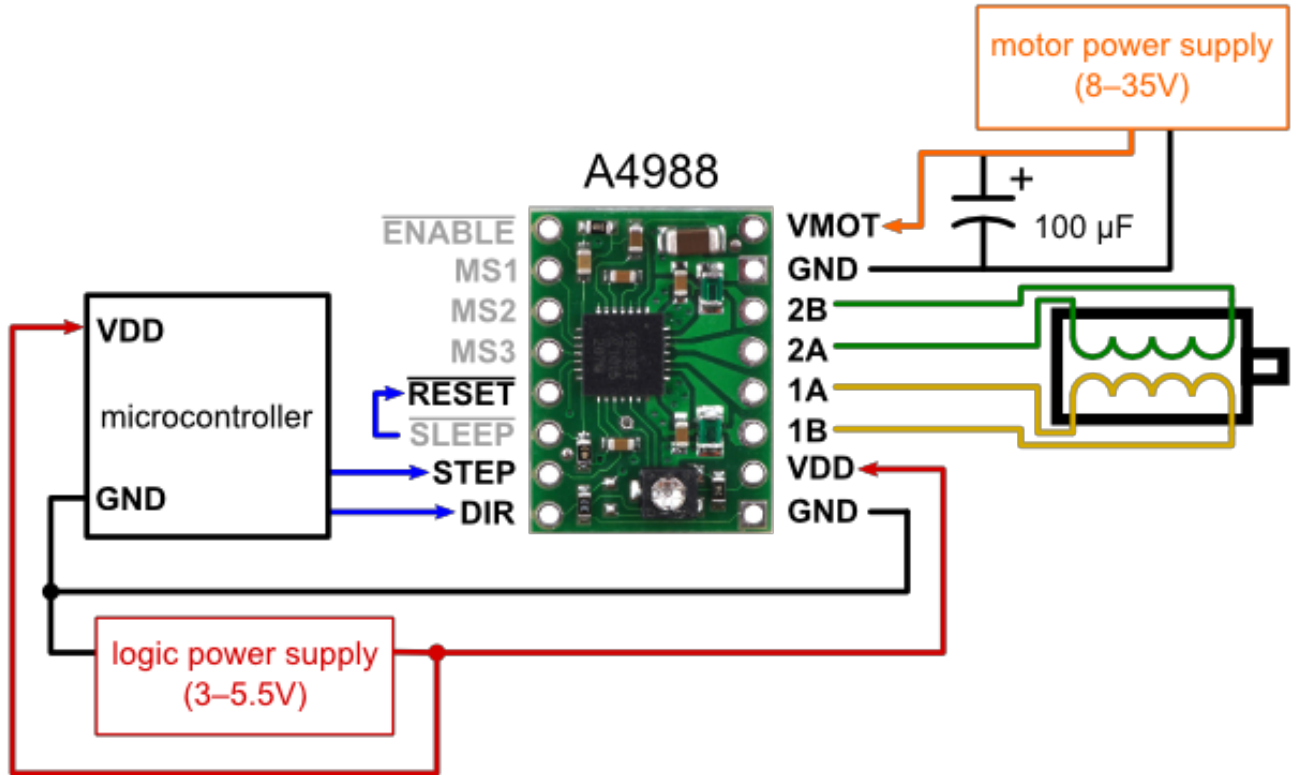 motor power supply
(8–35V)
A4988
ENABLE
MS1
MS2
MS3
RESET
SLEEP
STEP
DIR
VMOT
GND
2B
2A
1A
1B
VDD
GND
+
100 µF
VDD
microcontroller
GND
logic power supply
(3–5.5V)